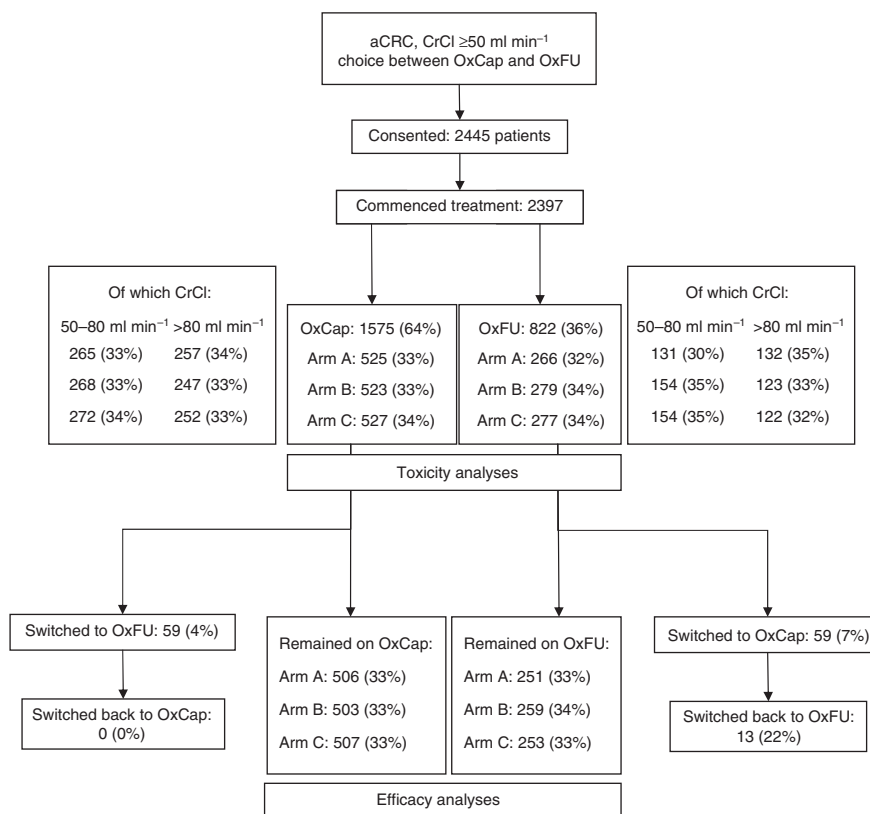 aCRC, CrCl ≥50 ml min⁻¹
choice between OxCap and OxFU
Consented: 2445 patients
Commenced treatment: 2397
Of which CrCl:
50–80 ml min⁻¹ >80 ml min⁻¹
265 (33%) 257 (34%)
268 (33%) 247 (33%)
272 (34%) 252 (33%)
OxCap: 1575 (64%)
Arm A: 525 (33%)
Arm B: 523 (33%)
Arm C: 527 (34%)
OxFU: 822 (36%)
Arm A: 266 (32%)
Arm B: 279 (34%)
Arm C: 277 (34%)
Of which CrCl:
50–80 ml min⁻¹ >80 ml min⁻¹
131 (30%) 132 (35%)
154 (35%) 123 (33%)
154 (35%) 122 (32%)
Toxicity analyses
Switched to OxFU: 59 (4%)
Switched back to OxCap:
0 (0%)
Remained on OxCap:
Arm A: 506 (33%)
Arm B: 503 (33%)
Arm C: 507 (33%)
Remained on OxFU:
Arm A: 251 (33%)
Arm B: 259 (34%)
Arm C: 253 (33%)
Switched to OxCap: 59 (7%)
Switched back to OxFU:
13 (22%)
Efficacy analyses